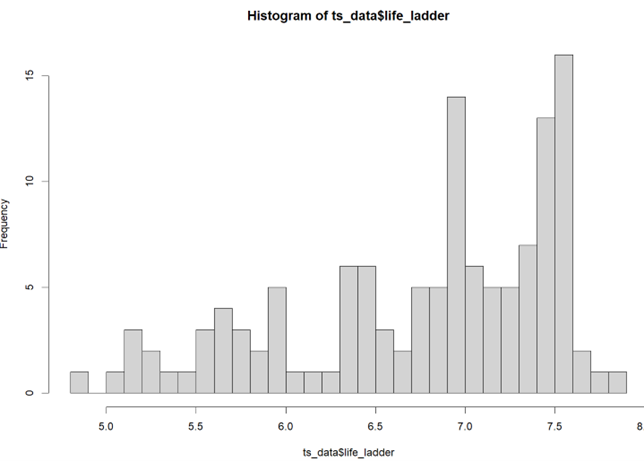 Histogram of ts_data$life_ladder
Frequency
15
10
5
0
5.0 5.5 6.0 6.5 7.0 7.5 8.
ts_data$life_ladder